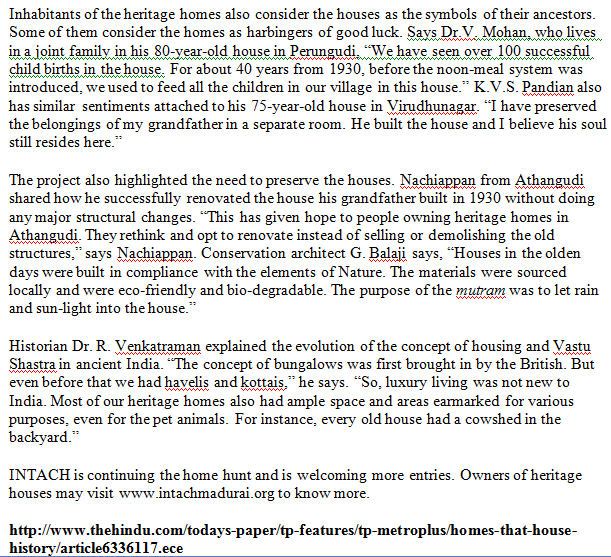 Inhabitants of the heritage homes also consider the houses as the symbols of their ancestors.
Some of them consider the homes as harbingers of good luck. Says Dr.V. Mohan, who lives
in a joint family in his 80-year-old house in Perungudi, “We have seen over 100 successful
child births in the house. For about 40 years from 1930, before the noon-meal system was
introduced, we used to feed all the children in our village in this house.” K.V.S. Pandian also
has similar sentiments attached to his 75-year-old house in Virudhunagar. “I have preserved
the belongings of my grandfather in a separate room. He built the house and I believe his soul
still resides here.”

The project also highlighted the need to preserve the houses. Nachiappan from Athangudi
shared how he successfully renovated the house his grandfather built in 1930 without doing
any major structural changes. “This has given hope to people owning heritage homes in
Athangudi. They rethink and opt to renovate instead of selling or demolishing the old
structures,” says Nachiappan. Conservation architect G. Balaji says, “Houses in the olden
days were built in compliance with the elements of Nature. The materials were sourced
locally and were eco-friendly and bio-degradable. The purpose of the mutram was to let rain
and sun-light into the house.”

Historian Dr. R. Venkatraman explained the evolution of the concept of housing and Vastu
Shastra in ancient India. “The concept of bungalows was first brought in by the British. But
even before that we had havelis and kottais,” he says. “So, luxury living was not new to
India. Most of our heritage homes also had ample space and areas earmarked for various
purposes, even for the pet animals. For instance, every old house had a cowshed in the
backyard.”

INTACH is continuing the home hunt and is welcoming more entries. Owners of heritage
houses may visit www.intachmadurai.org to know more.

http://www.thehindu.com/todays-paper/tp-features/tp-metroplus/homes-that-house-
history/article6336117.ece